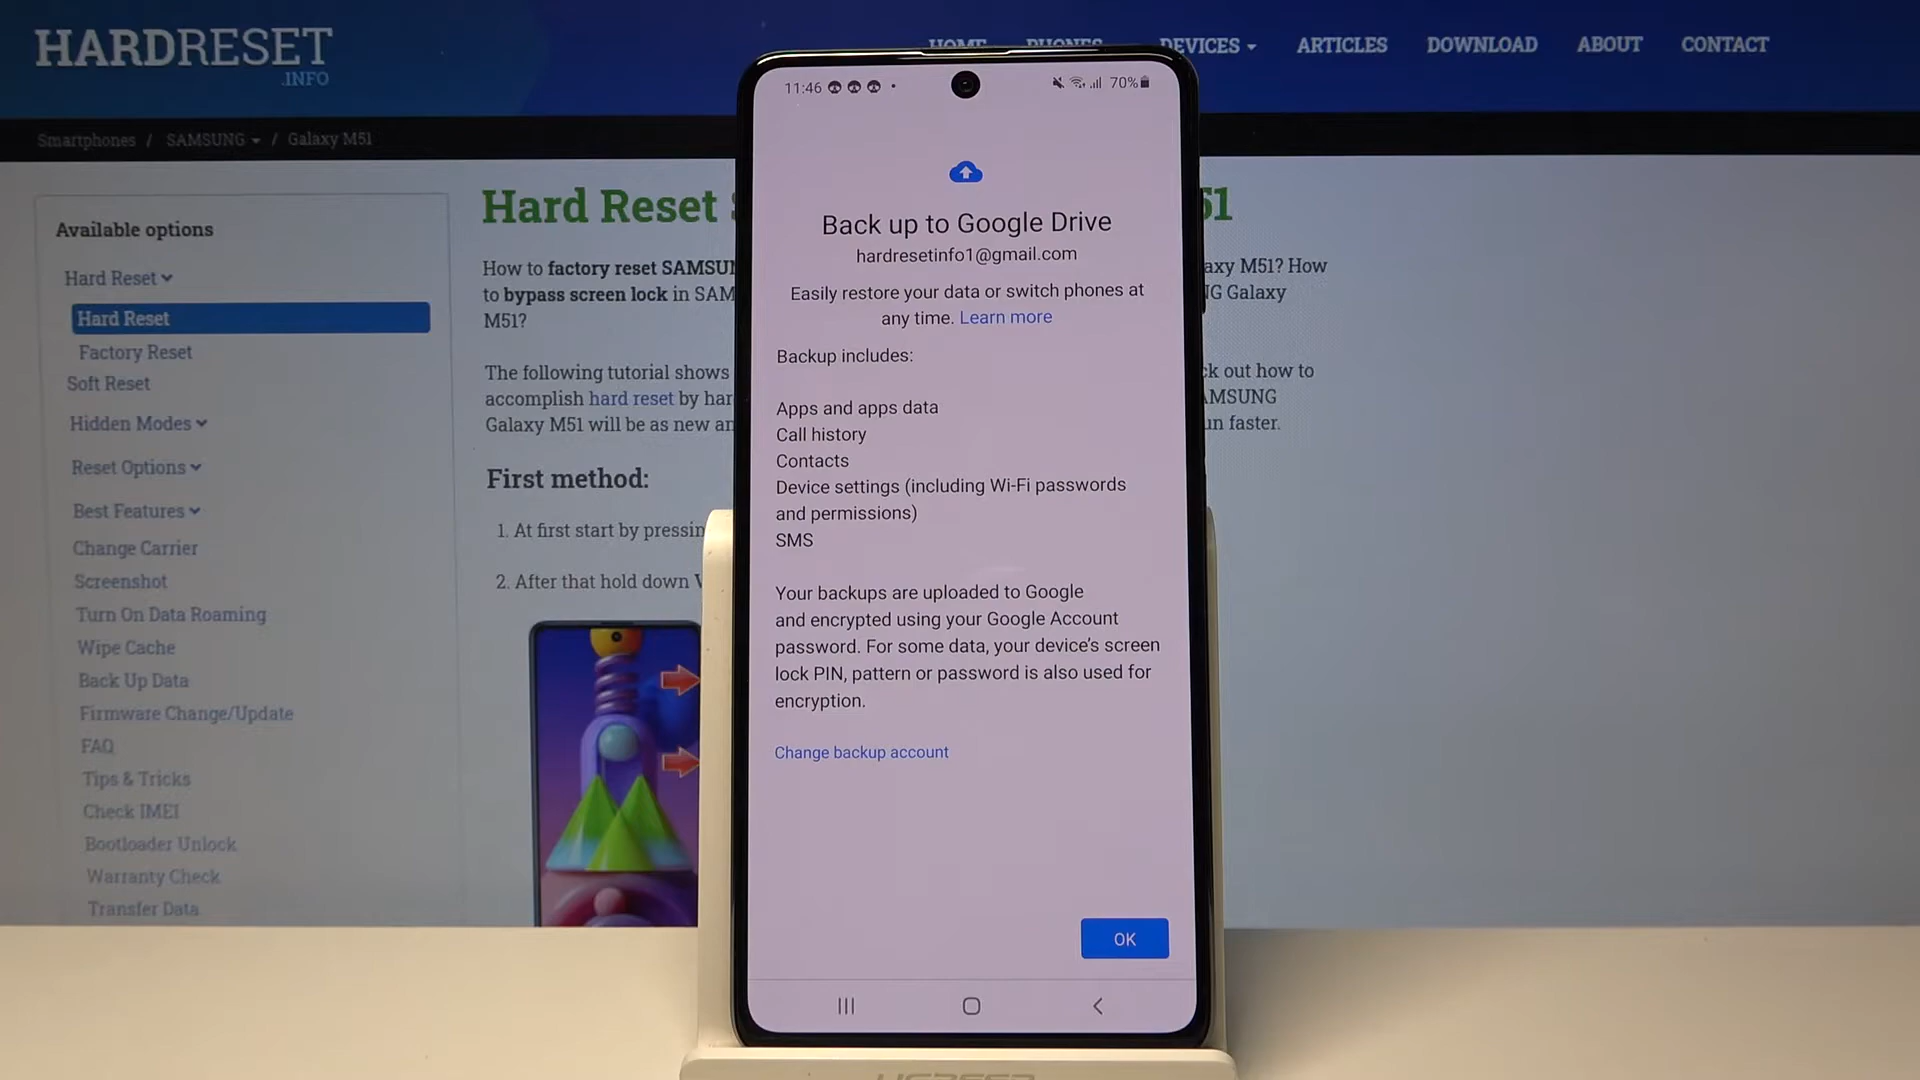 HARDRESET
.INFO
HOME PHONES DEVICES ARTICLES DOWNLOAD ABOUT CONTACT
Smartphones / SAMSUNG / Galaxy M51
Available options
Hard Reset
Hard Reset
Factory Reset
Soft Reset
Hidden Modes
Reset Options
Best Features
Change Carrier
Screenshot
Turn On Data Roaming
Wipe Cache
Back Up Data
Firmware Change/Update
FAQ
Tips & Tricks
Check IMEI
Bootloader Unlock
Warranty Check
Transfer Data
Hard Reset 51
How to factory reset SAMSU axy M51? How
to bypass screen lock in SAM NG Galaxy
M51?
The following tutorial shows ck out how to
accomplish hard reset by har AMSUNG
Galaxy M51 will be as new an un faster.
First method:
1. At first start by pressin
2. After that hold down V
11:46 70%
Back up to Google Drive
hardresetinfo1@gmail.com
Easily restore your data or switch phones at
any time. Learn more
Backup includes:
Apps and apps data
Call history
Contacts
Device settings (including Wi-Fi passwords
and permissions)
SMS
Your backups are uploaded to Google
and encrypted using your Google Account
password. For some data, your device's screen
lock PIN, pattern or password is also used for
encryption.
Change backup account
OK